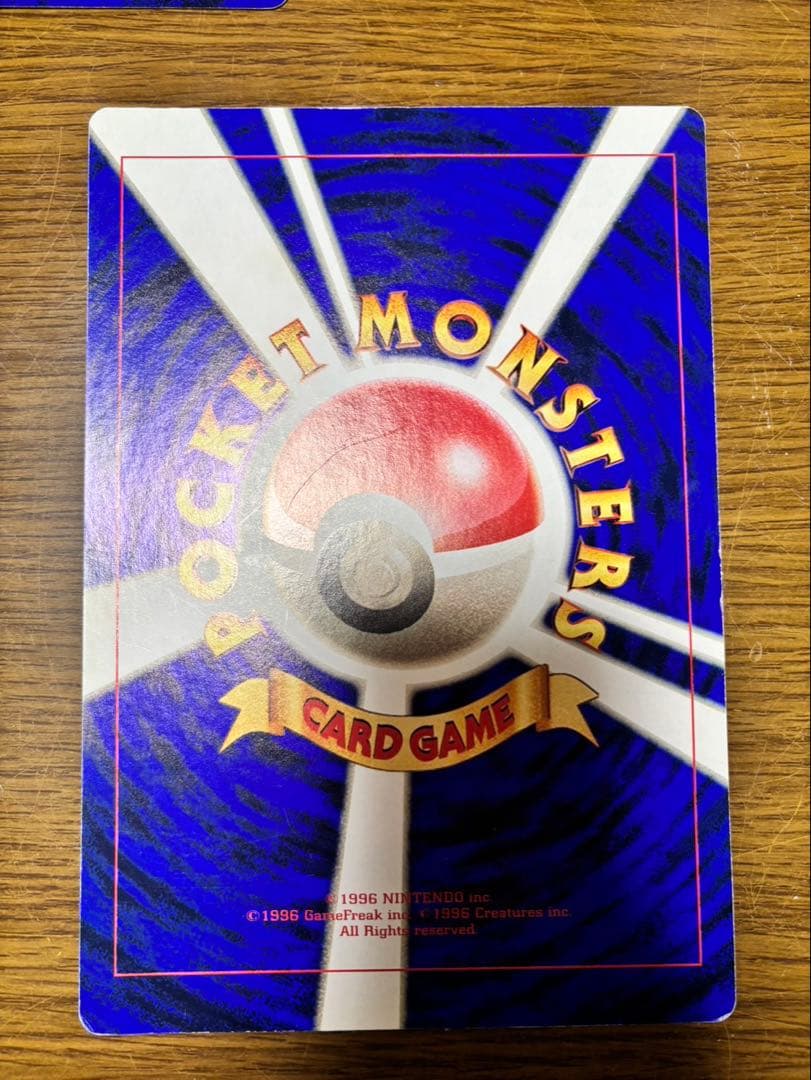 POCKET MONSTERS
CARD GAME
© 1996 NINTENDO inc.
© 1996 GameFreak inc. © 1996 Creatures inc.
All Rights reserved.